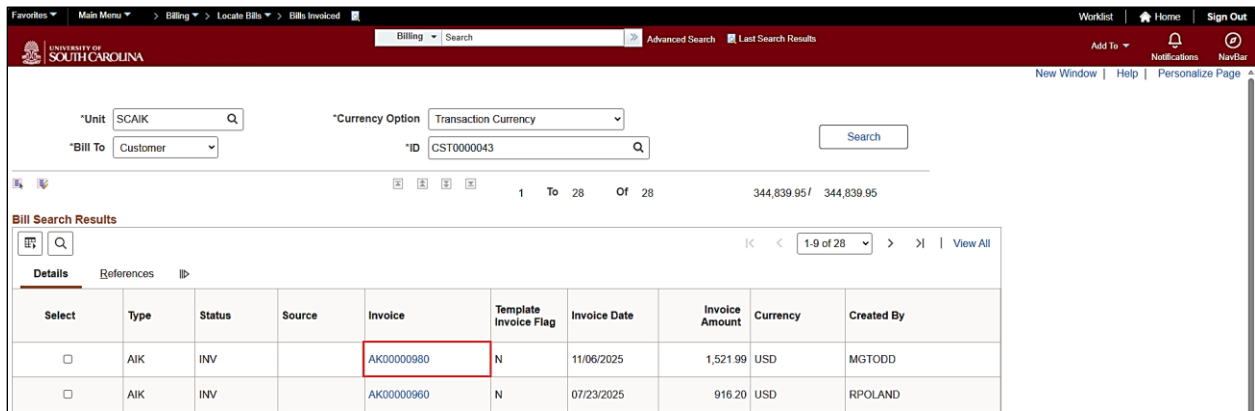 Favorites Main Menu > Billing > Locate Bills > Bills Invoiced Worklist Home Sign Out
UNIVERSITY OF
SOUTH CAROLINA
Billing Search Advanced Search Last Search Results Add To Notifications NavBar
New Window | Help | Personalize Page
*Unit SCAIK *Currency Option Transaction Currency Search
*Bill To Customer *ID CST0000043
1 To 28 Of 28 344,839.95 / 344,839.95
Bill Search Results
1-9 of 28 | View All
Details References
Select Type Status Source Invoice Template Invoice Flag Invoice Date Invoice Amount Currency Created By
AIK INV AK00000980 N 11/06/2025 1,521.99 USD MGTODD
AIK INV AK00000960 N 07/23/2025 916.20 USD RPOLAND